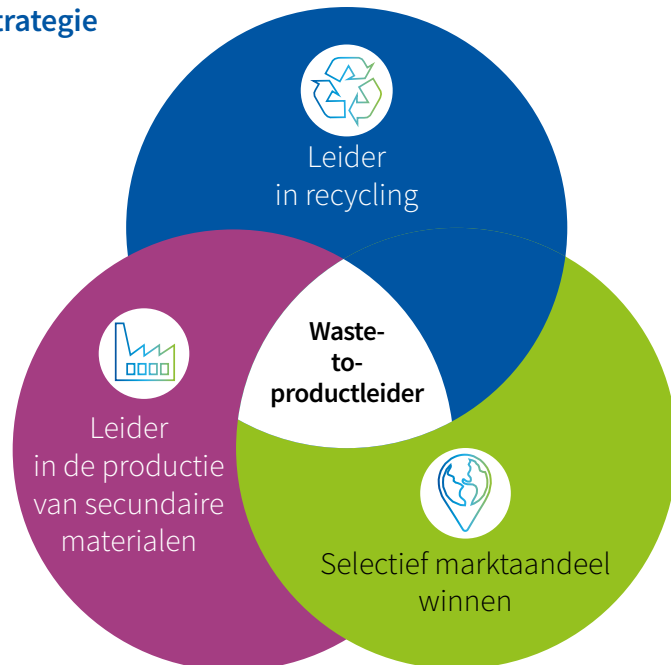 trategie
Leider
in recycling
Waste-
to-
productleider
Leider
in de productie
van secundaire
materialen
Selectief marktaandeel
winnen